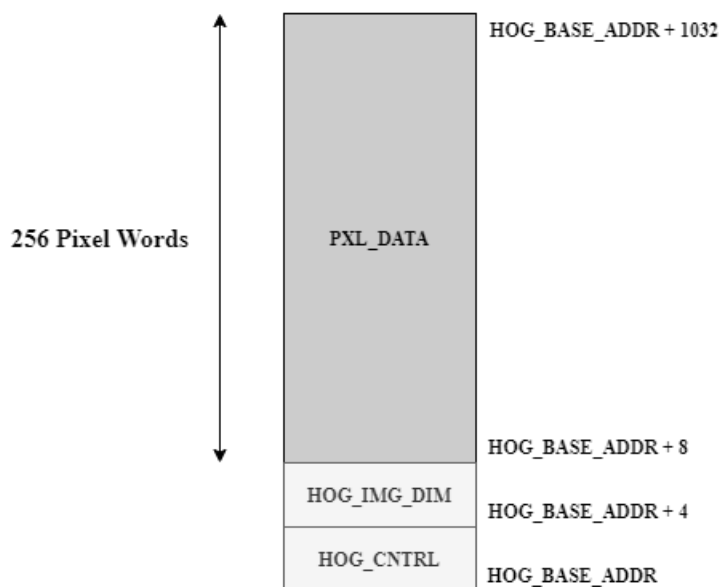 HOG_BASE_ADDR + 1032
256 Pixel Words
PXL_DATA
HOG_BASE_ADDR + 8
HOG_IMG_DIM
HOG_BASE_ADDR + 4
HOG_CNTRL
HOG_BASE_ADDR